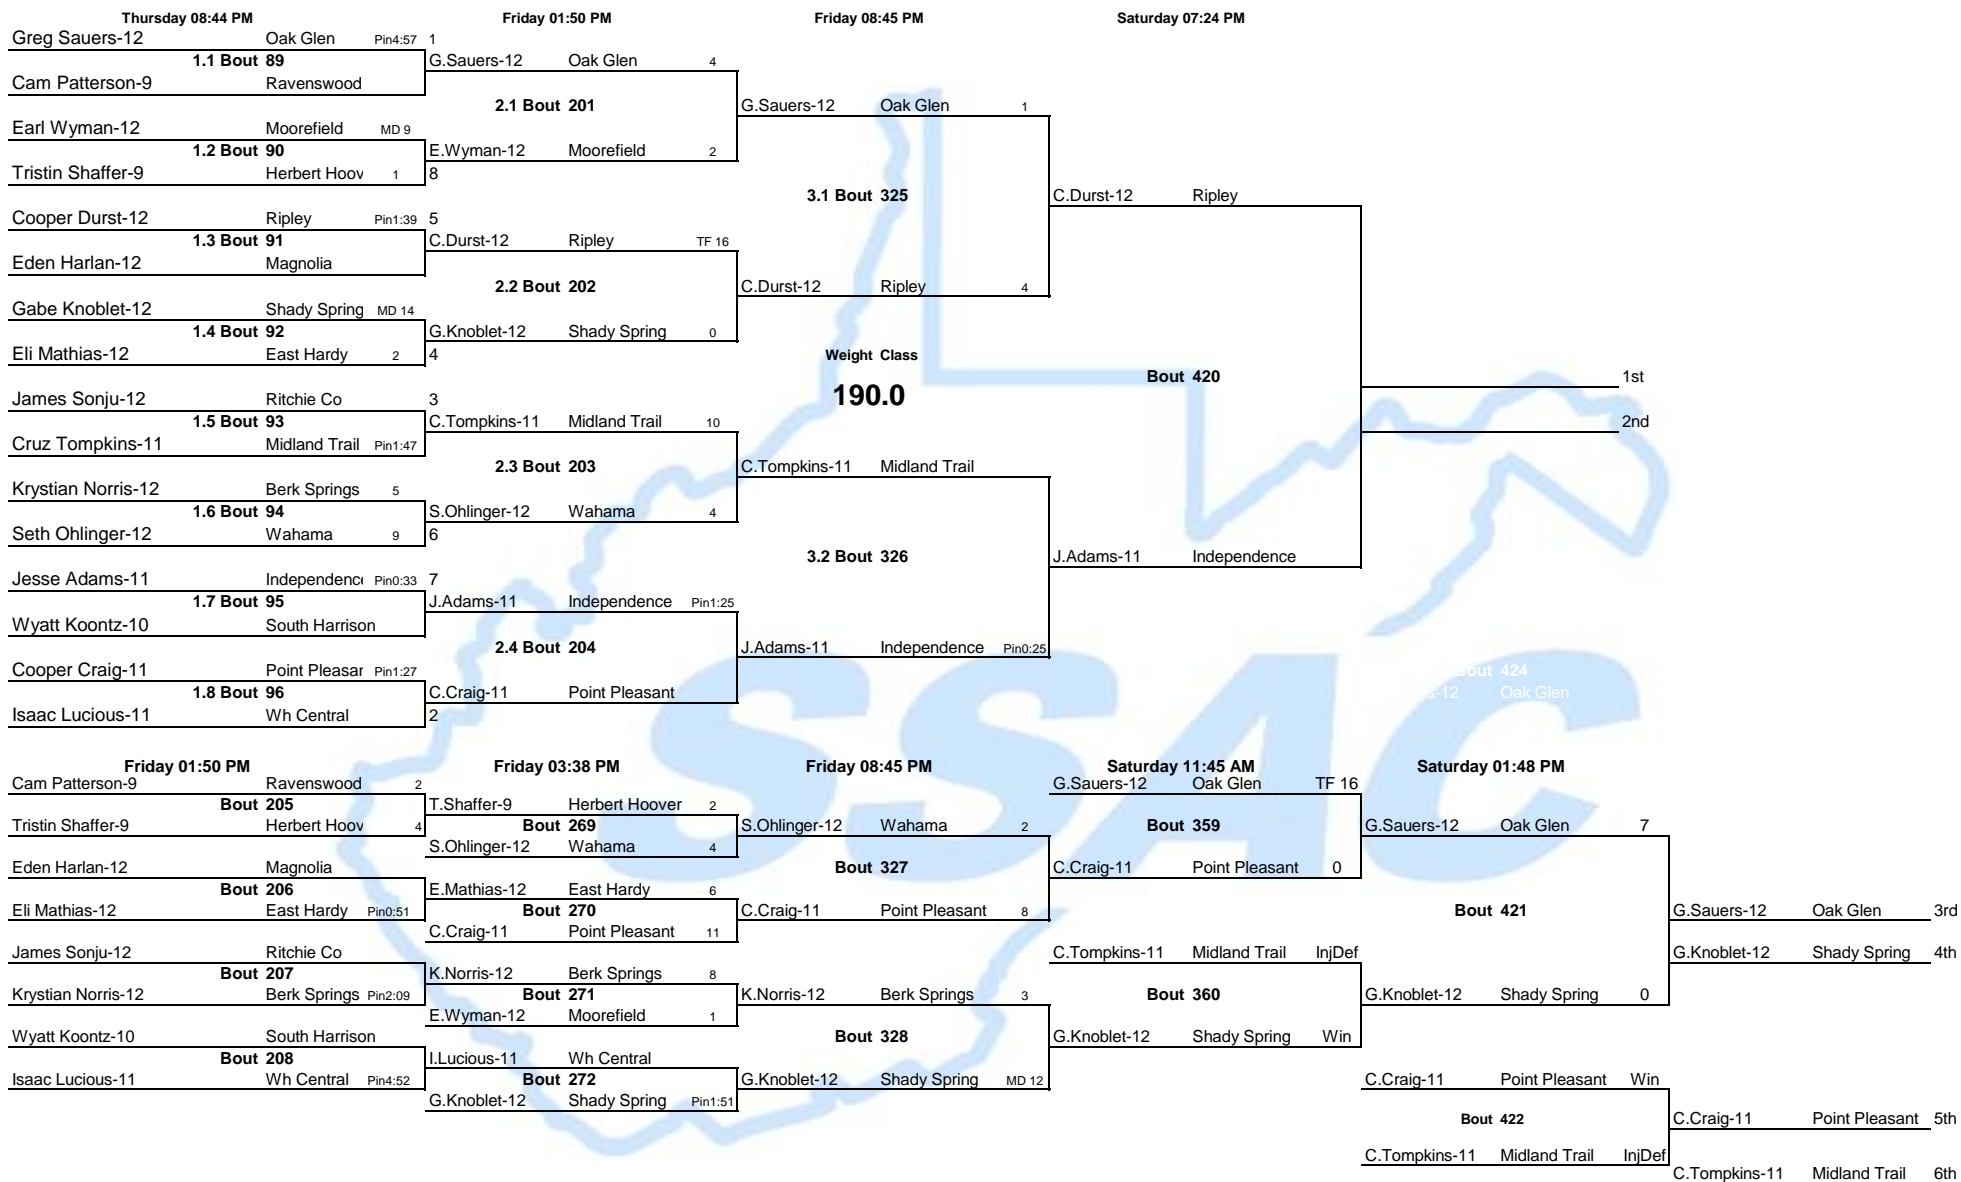 Thursday 08:44 PM Friday 01:50 PM Friday 08:45 PM Saturday 07:24 PM
Greg Sauers-12 Oak Glen Pin4:57 1
1.1 Bout 89
G.Sauers-12 Oak Glen 4
Cam Patterson-9 Ravenswood
2.1 Bout 201
G.Sauers-12 Oak Glen 1
Earl Wyman-12 Moorefield MD 9
1.2 Bout 90
E.Wyman-12 Moorefield 2
Tristin Shaffer-9 Herbert Hoov 1 8
3.1 Bout 325
C.Durst-12 Ripley
Cooper Durst-12 Ripley Pin1:39 5
1.3 Bout 91
C.Durst-12 Ripley TF 16
Eden Harlan-12 Magnolia
2.2 Bout 202
C.Durst-12 Ripley 4
Gabe Knoblet-12 Shady Spring MD 14
1.4 Bout 92
G.Knoblet-12 Shady Spring 0
Eli Mathias-12 East Hardy 2 4
Weight Class
190.0
Bout 420
1st
2nd
James Sonju-12 Ritchie Co 3
1.5 Bout 93
C.Tompkins-11 Midland Trail 10
Cruz Tompkins-11 Midland Trail Pin1:47
2.3 Bout 203
C.Tompkins-11 Midland Trail
Krystian Norris-12 Berk Springs 5
1.6 Bout 94
S.Ohlinger-12 Wahama 4
Seth Ohlinger-12 Wahama 9 6
3.2 Bout 326
J.Adams-11 Independence
Jesse Adams-11 Independence Pin0:33 7
1.7 Bout 95
J.Adams-11 Independence Pin1:25
Wyatt Koontz-10 South Harrison
2.4 Bout 204
J.Adams-11 Independence Pin0:25
Cooper Craig-11 Point Pleasar Pin1:27
1.8 Bout 96
C.Craig-11 Point Pleasant
Isaac Lucious-11 Wh Central 2
Bout 424
s-12 Oak Glen
SSAC
Friday 01:50 PM Friday 03:38 PM Friday 08:45 PM Saturday 11:45 AM Saturday 01:48 PM
Cam Patterson-9 Ravenswood 2
G.Sauers-12 Oak Glen TF 16
Bout 205
T.Shaffer-9 Herbert Hoover 2
Tristin Shaffer-9 Herbert Hoov 4
Bout 269
S.Ohlinger-12 Wahama 2
Bout 359
G.Sauers-12 Oak Glen 7
S.Ohlinger-12 Wahama 4
Eden Harlan-12 Magnolia
Bout 327
C.Craig-11 Point Pleasant 0
Bout 206
E.Mathias-12 East Hardy 6
Eli Mathias-12 East Hardy Pin0:51
Bout 270
C.Craig-11 Point Pleasant 8
Bout 421
G.Sauers-12 Oak Glen 3rd
C.Craig-11 Point Pleasant 11
James Sonju-12 Ritchie Co
C.Tompkins-11 Midland Trail InjDef
G.Knoblet-12 Shady Spring 4th
Bout 207
K.Norris-12 Berk Springs 8
Krystian Norris-12 Berk Springs Pin2:09
Bout 271
K.Norris-12 Berk Springs 3
Bout 360
G.Knoblet-12 Shady Spring 0
E.Wyman-12 Moorefield 1
Wyatt Koontz-10 South Harrison
Bout 328
G.Knoblet-12 Shady Spring Win
Bout 208
I.Lucious-11 Wh Central
Isaac Lucious-11 Wh Central Pin4:52
Bout 272
G.Knoblet-12 Shady Spring MD 12
C.Craig-11 Point Pleasant Win
G.Knoblet-12 Shady Spring Pin1:51
Bout 422
C.Craig-11 Point Pleasant 5th
C.Tompkins-11 Midland Trail InjDef
C.Tompkins-11 Midland Trail 6th